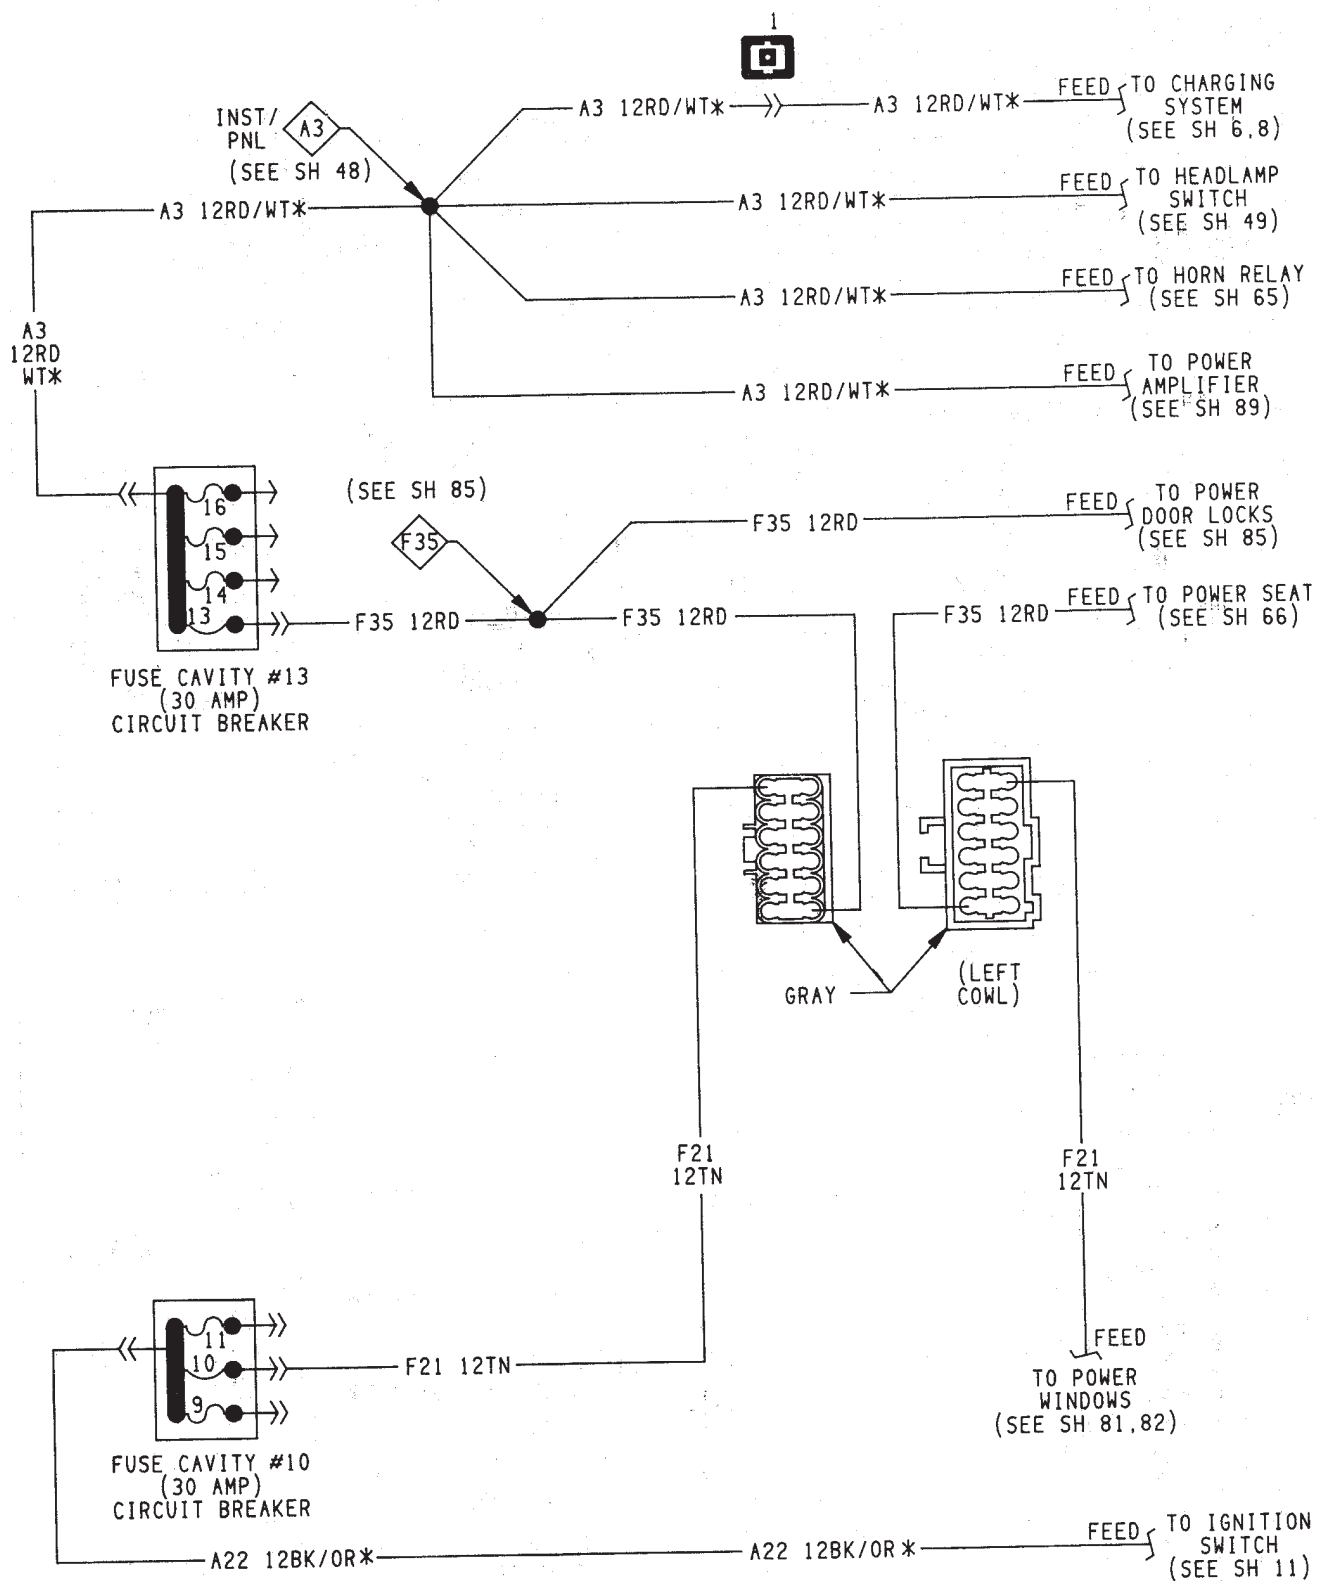 1
INST/
PNL
A3
(SEE SH 48)
A3 12RD/WT*
A3 12RD/WT*
FEED
TO CHARGING
SYSTEM
(SEE SH 6,8)
A3 12RD/WT*
A3 12RD/WT*
FEED
TO HEADLAMP
SWITCH
(SEE SH 49)
A3 12RD/WT*
FEED
TO HORN RELAY
(SEE SH 65)
A3
12RD
WT*
A3 12RD/WT*
FEED
TO POWER
AMPLIFIER
(SEE SH 89)
16
15
14
13
(SEE SH 85)
F35
F35 12RD
FEED
TO POWER
DOOR LOCKS
(SEE SH 85)
F35 12RD
F35 12RD
F35 12RD
FEED
TO POWER SEAT
(SEE SH 66)
FUSE CAVITY #13
(30 AMP)
CIRCUIT BREAKER
GRAY
(LEFT
COWL)
F21
12TN
F21
12TN
11
10
9
F21 12TN
FEED
TO POWER
WINDOWS
(SEE SH 81,82)
FUSE CAVITY #10
(30 AMP)
CIRCUIT BREAKER
A22 12BK/OR*
A22 12BK/OR*
FEED
TO IGNITION
SWITCH
(SEE SH 11)